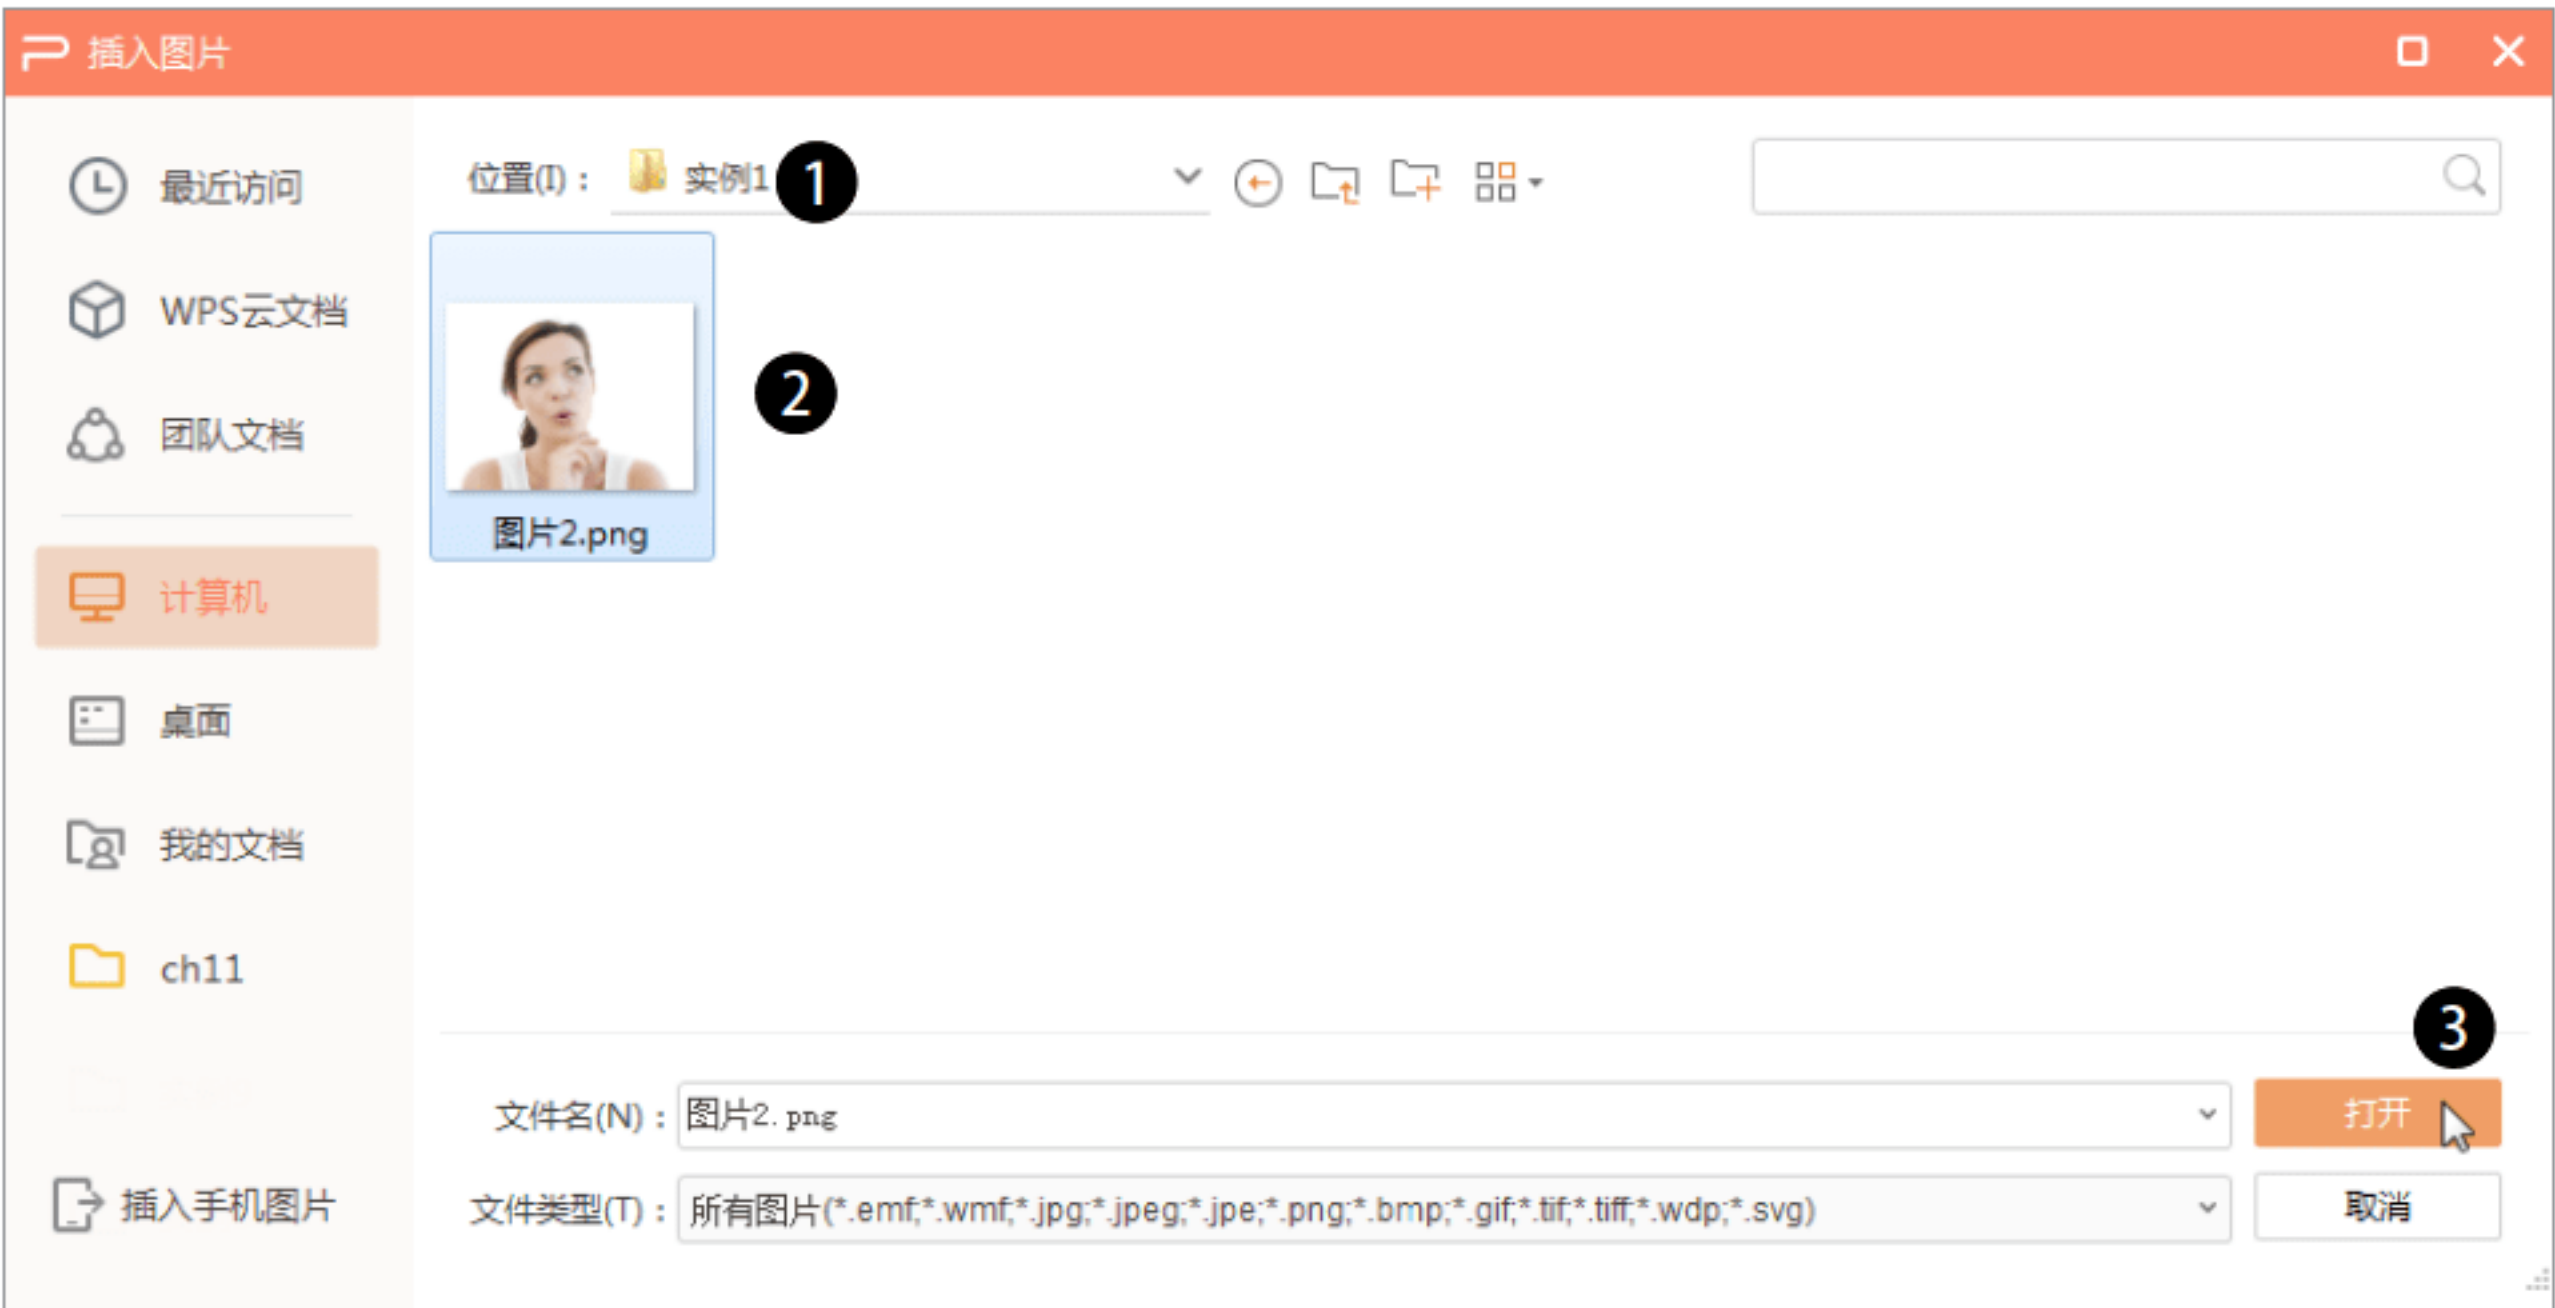 插入图片
最近访问
WPS云文档
团队文档
计算机
桌面
我的文档
ch11
插入手机图片
位置(I)： 实例1 1
2
图片2.png
3
文件名(N)： 图片2.png 打开
文件类型(T)： 所有图片(*.emf;*.wmf;*.jpg;*.jpeg;*.jpe;*.png;*.bmp;*.gif;*.tif;*.tiff;*.wdp;*.svg) 取消